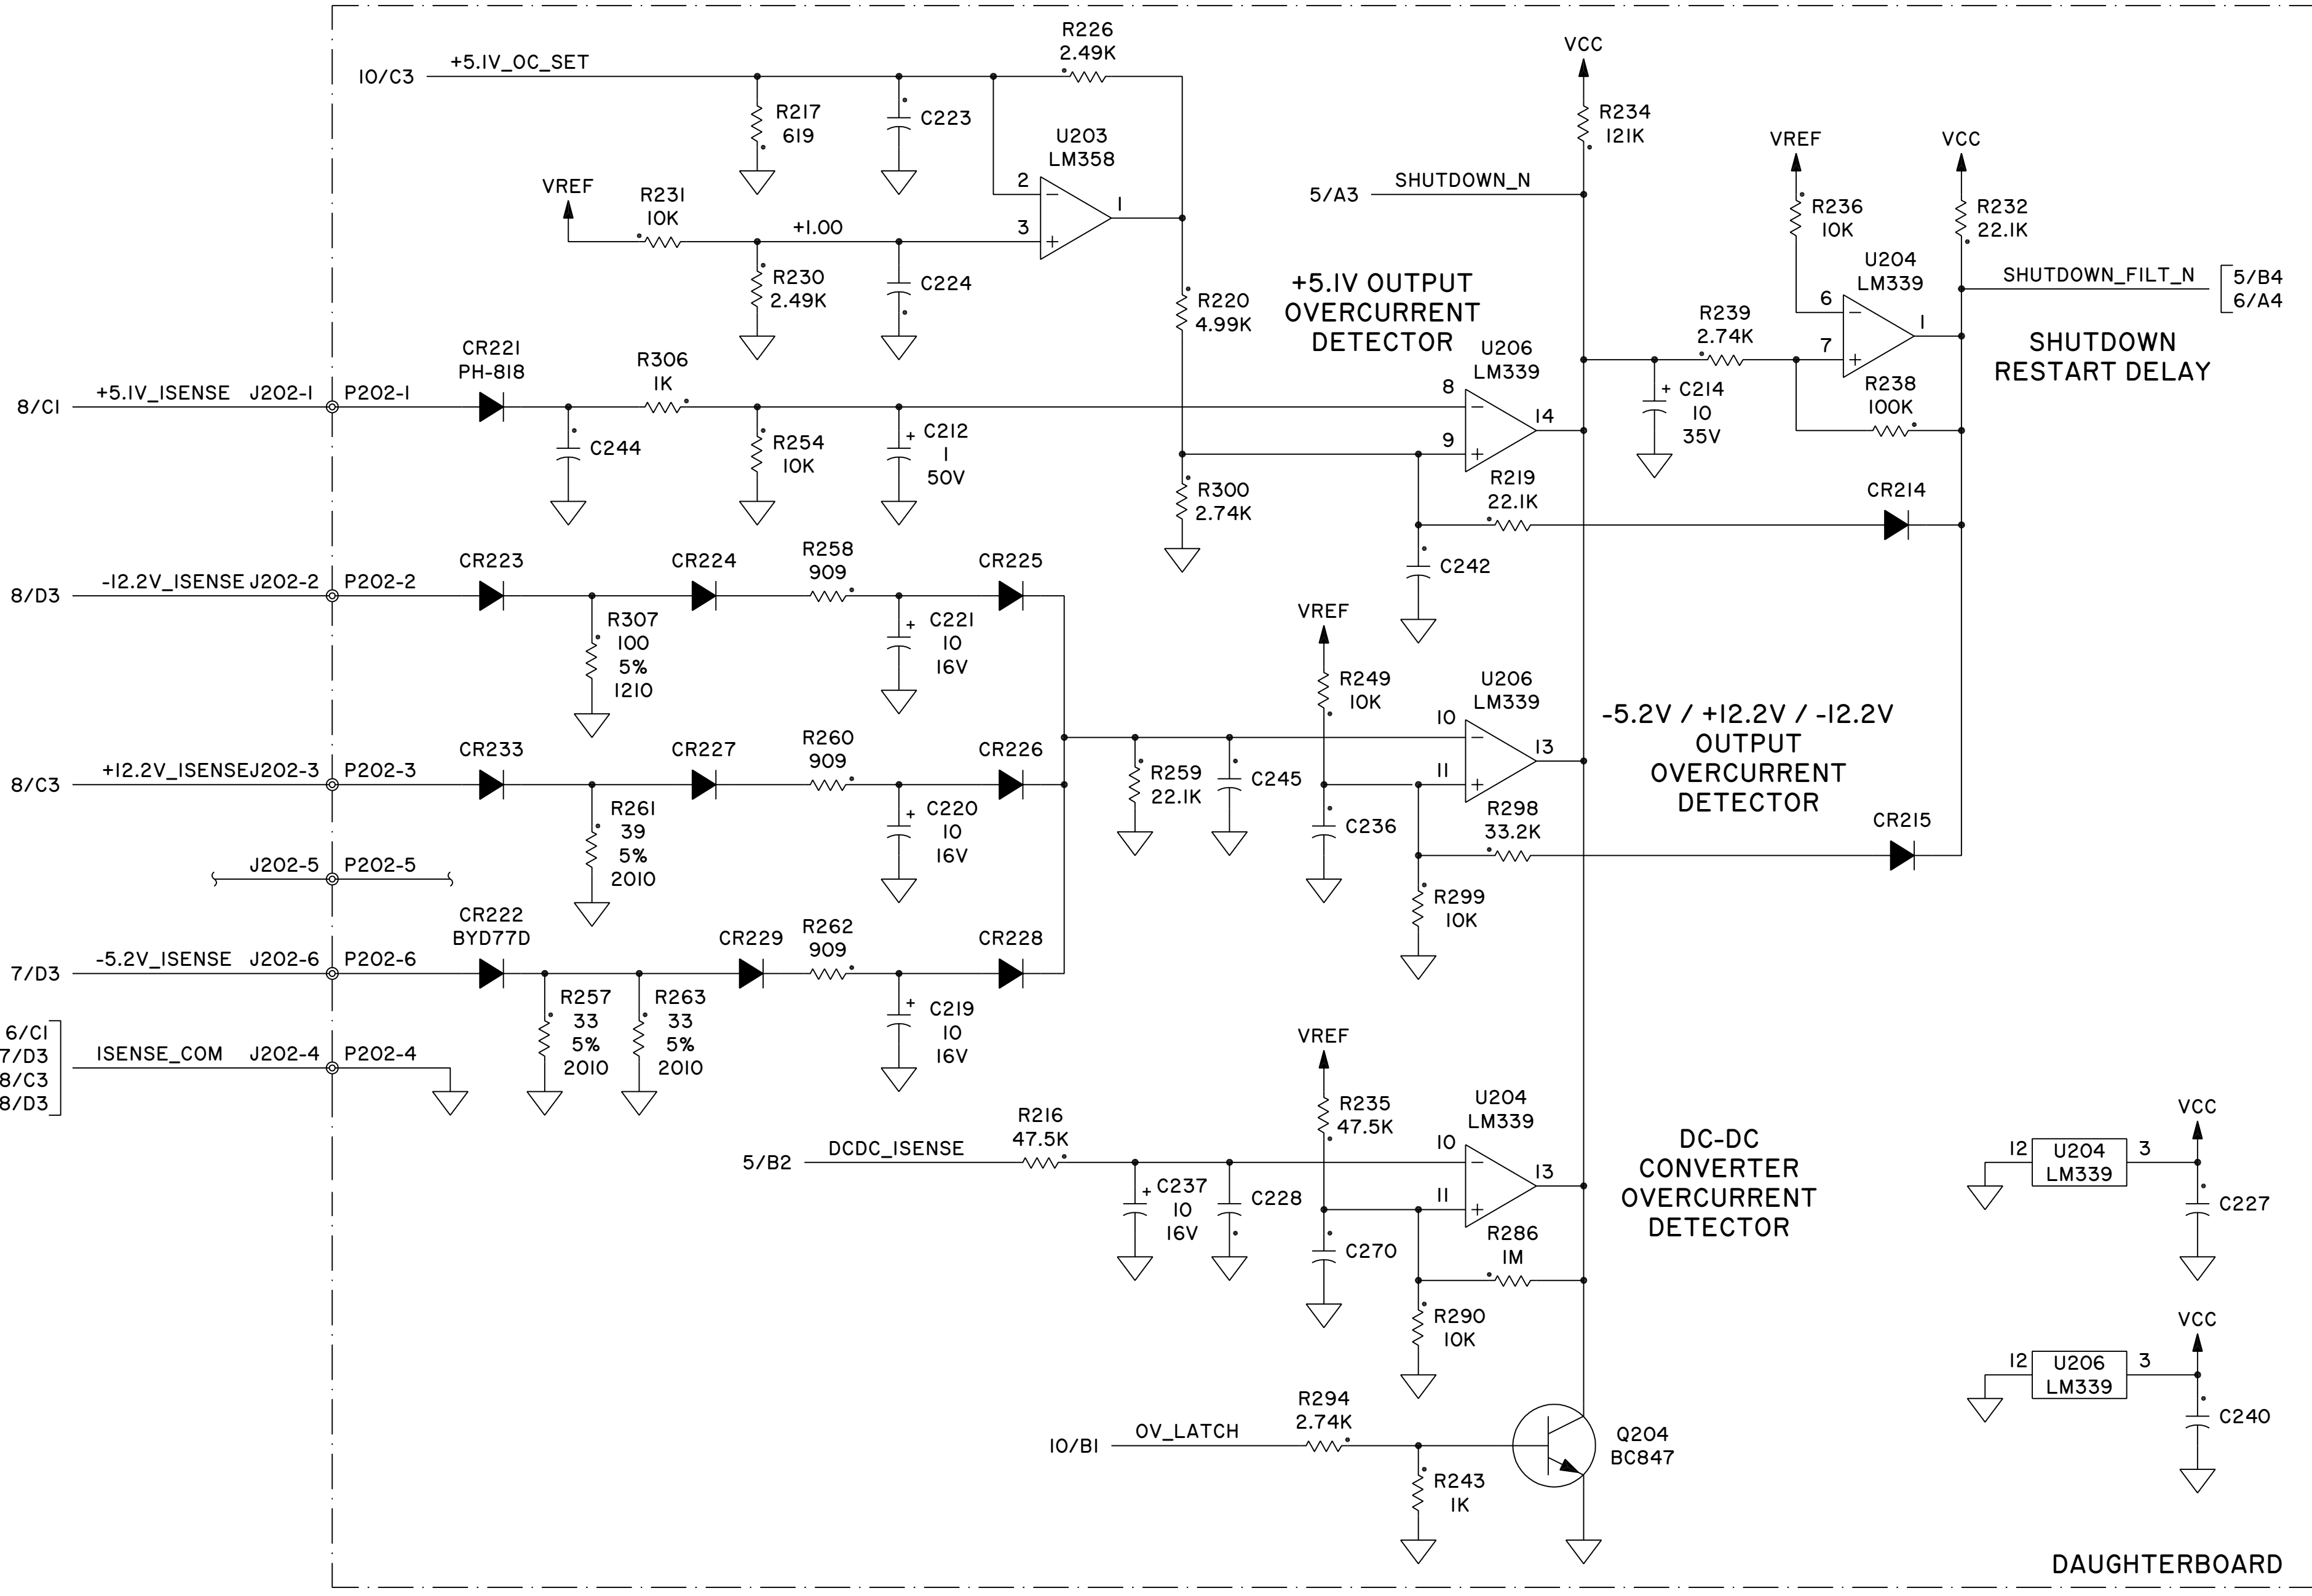 R226
2.49K
10/C3
+5.1V_OC_SET
R217
619
C223
U203
LM358
2
3
1
VREF
R231
10K
+1.00
R230
2.49K
C224
VCC
R234
121K
5/A3
SHUTDOWN_N
VREF
R236
10K
VCC
R232
22.1K
U204
LM339
6
7
1
SHUTDOWN_FILT_N
5/B4
6/A4
R239
2.74K
SHUTDOWN
RESTART DELAY
R238
100K
C214
10
35V
+
R220
4.99K
+5.1V OUTPUT
OVERCURRENT
DETECTOR
8/C1
+5.1V_ISENSE
J202-1
P202-1
CR221
PH-818
C244
R306
1K
R254
10K
C212
1
50V
+
U206
LM339
8
9
14
R300
2.74K
R219
22.1K
CR214
C242
8/D3
-12.2V_ISENSE
J202-2
P202-2
CR223
R307
100
5%
1210
CR224
R258
909
C221
10
16V
+
CR225
VREF
R249
10K
U206
LM339
10
11
13
-5.2V / +12.2V / -12.2V
OUTPUT
OVERCURRENT
DETECTOR
8/C3
+12.2V_ISENSE
J202-3
P202-3
CR233
R261
39
5%
2010
CR227
R260
909
C220
10
16V
+
CR226
R259
22.1K
C245
C236
R298
33.2K
CR215
R299
10K
J202-5
P202-5
7/D3
-5.2V_ISENSE
J202-6
P202-6
CR222
BYD77D
R257
33
5%
2010
R263
33
5%
2010
CR229
R262
909
C219
10
16V
+
CR228
6/C1
7/D3
8/C3
8/D3
ISENSE_COM
J202-4
P202-4
VREF
R235
47.5K
5/B2
DCDC_ISENSE
R216
47.5K
C237
10
16V
+
C228
C270
U204
LM339
10
11
13
R286
1M
R290
10K
DC-DC
CONVERTER
OVERCURRENT
DETECTOR
VCC
12
U204
LM339
3
C227
VCC
12
U206
LM339
3
C240
10/B1
OV_LATCH
R294
2.74K
R243
1K
Q204
BC847
DAUGHTERBOARD